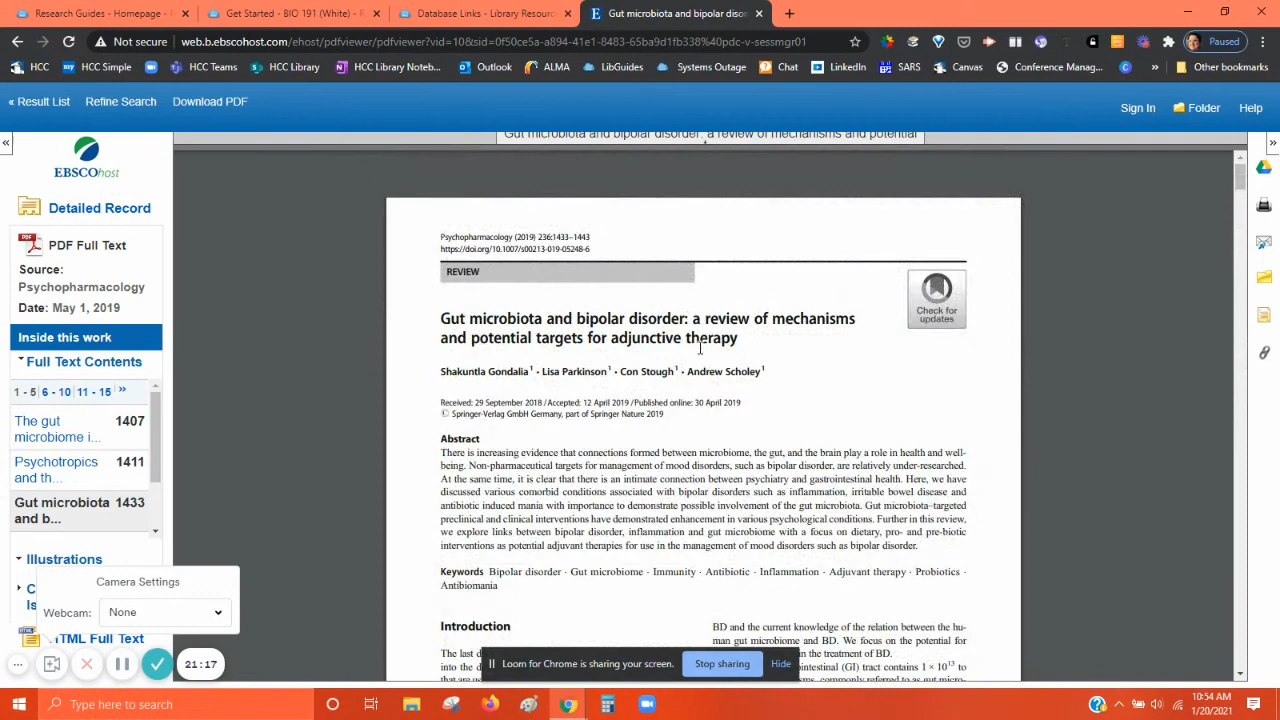 Research Guides - Homepage -
Get Started - BIO 191 (White) - R
Database Links - Library Resourc
Gut microbiota and bipolar disor
Not secure
web.b.ebscohost.com/ehost/pdfviewer/pdfviewer?vid=10&sid=0f50ce5a-a894-41e1-8483-65ba9d1fb338%40pdc-v-sessmgr01
Paused
HCC
my HCC Simple
HCC Teams
HCC Library
HCC Library Noteb...
Outlook
ALMA
LibGuides
Systems Outage
Chat
LinkedIn
SARS
Canvas
Conference Manag...
Other bookmarks
« Result List
Refine Search
Download PDF
Sign In
Folder
Help
Gut microbiota and bipolar disorder: a review of mechanisms and potential
EBSCOhost
Detailed Record
PDF Full Text
Source:
Psychopharmacology
Date: May 1, 2019
Inside this work
Full Text Contents
1 - 5 6 - 10 11 - 15 »
The gut 1407
microbiome i...
Psychotropics 1411
and th...
Gut microbiota 1433
and b...
Illustrations
Camera Settings
Webcam: None
HTML Full Text
21:17
Psychopharmacology (2019) 236:1433–1443
https://doi.org/10.1007/s00213-019-05248-6
REVIEW
Check for
updates
Gut microbiota and bipolar disorder: a review of mechanisms
and potential targets for adjunctive therapy
Shakuntla Gondalia1 · Lisa Parkinson1 · Con Stough1 · Andrew Scholey1
Received: 29 September 2018 / Accepted: 12 April 2019 / Published online: 30 April 2019
© Springer-Verlag GmbH Germany, part of Springer Nature 2019
Abstract
There is increasing evidence that connections formed between microbiome, the gut, and the brain play a role in health and well-
being. Non-pharmaceutical targets for management of mood disorders, such as bipolar disorder, are relatively under-researched.
At the same time, it is clear that there is an intimate connection between psychiatry and gastrointestinal health. Here, we have
discussed various comorbid conditions associated with bipolar disorders such as inflammation, irritable bowel disease and
antibiotic induced mania with importance to demonstrate possible involvement of the gut microbiota. Gut microbiota–targeted
preclinical and clinical interventions have demonstrated enhancement in various psychological conditions. Further in this review,
we explore links between bipolar disorder, inflammation and gut microbiome with a focus on dietary, pro- and pre-biotic
interventions as potential adjuvant therapies for use in the management of mood disorders such as bipolar disorder.
Keywords Bipolar disorder · Gut microbiome · Immunity · Antibiotic · Inflammation · Adjuvant therapy · Probiotics ·
Antibiomania
Introduction
The last d
into the d
BD and the current knowledge of the relation between the hu-
man gut microbiome and BD. We focus on the potential for
in the treatment of BD.
intestinal (GI) tract contains 1 × 10^13 to
Loom for Chrome is sharing your screen.
Stop sharing
Hide
Type here to search
10:54 AM
1/20/2021